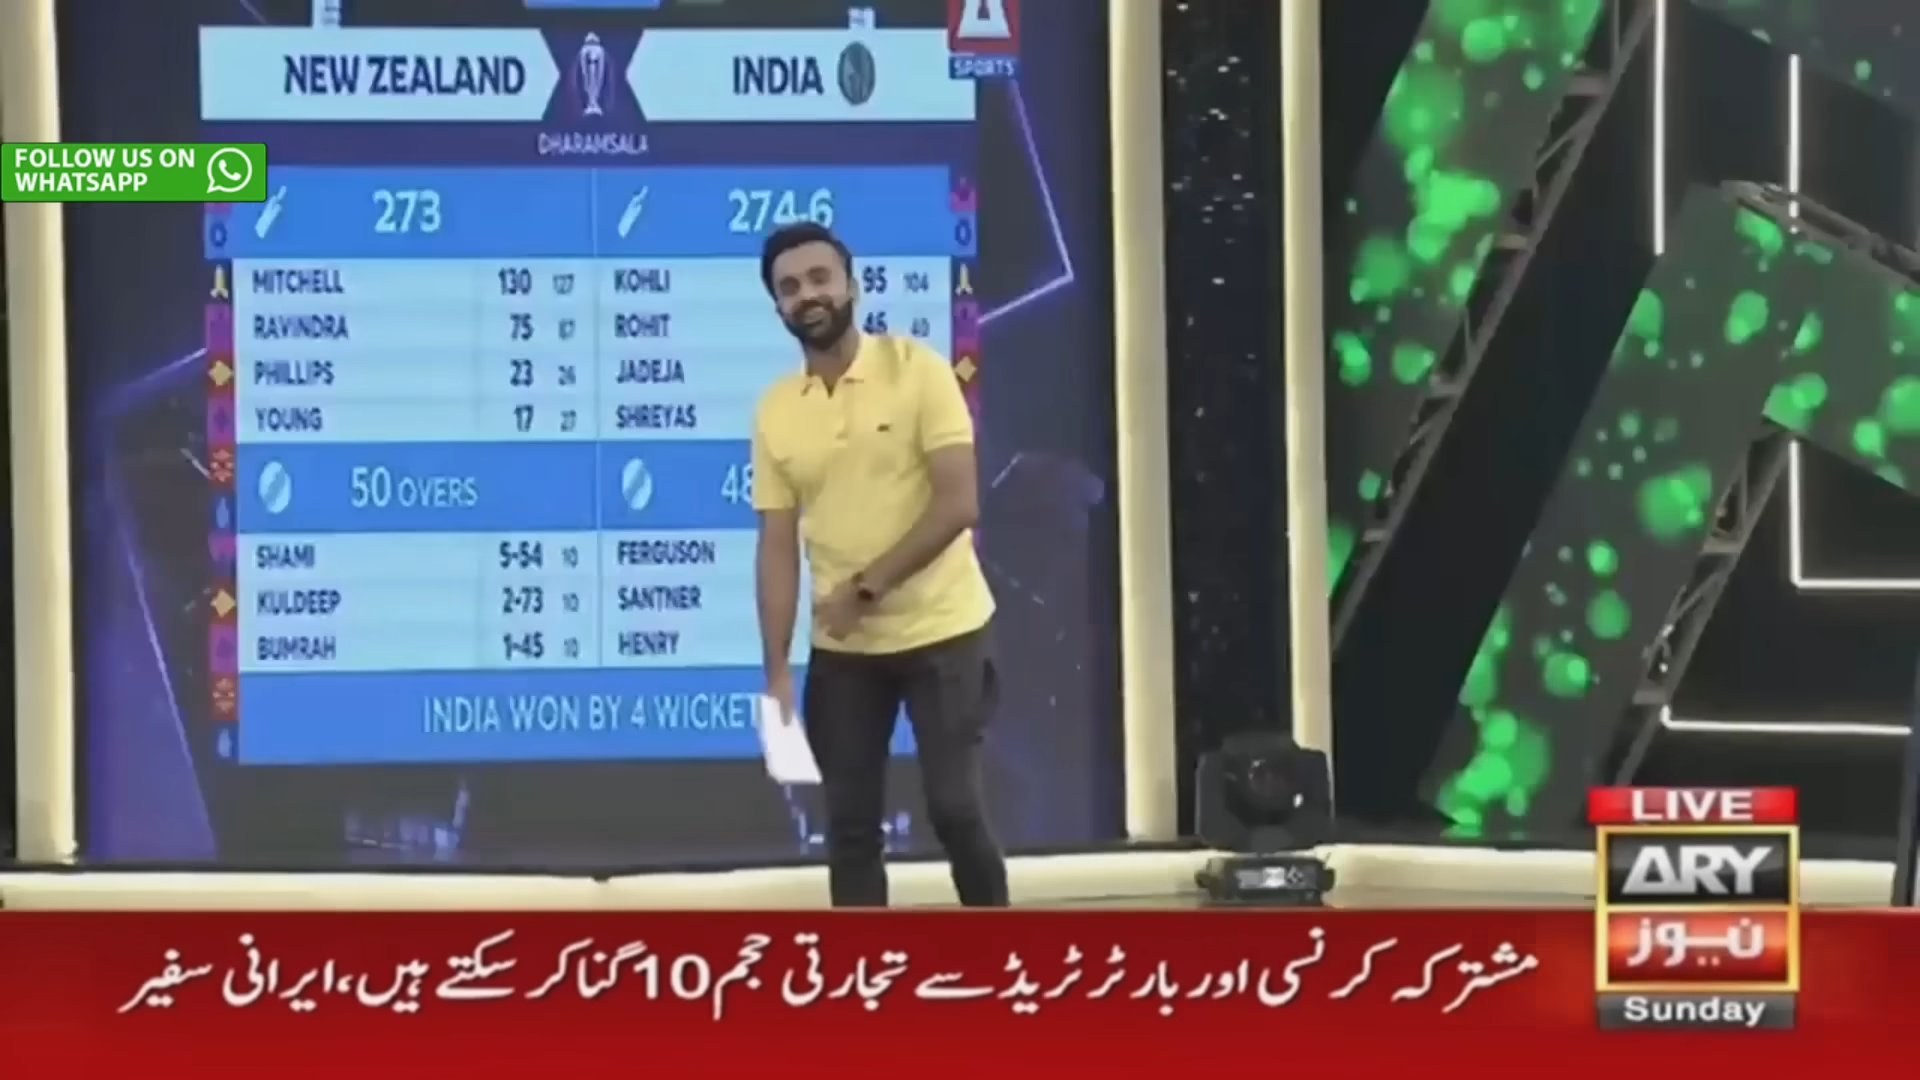 NEW ZEALAND
INDIA
SPORTS
DHARAMSALA
FOLLOW US ON
WHATSAPP
273
274-6
MITCHELL 130 127 KOHLI 95 104
RAVINDRA 75 87 ROHIT 46 40
PHILLIPS 23 26 JADEJA
YOUNG 17 27 SHREYAS
50 OVERS 48
SHAMI 5-54 10 FERGUSON
KULDEEP 2-73 10 SANTNER
BUMRAH 1-45 10 HENRY
INDIA WON BY 4 WICKET
LIVE
ARY
نیوز
Sunday
مشترکہ کرنسی اور بارٹر ٹریڈ سے تجارتی حجم 10 گنا کر سکتے ہیں، ایرانی سفیر